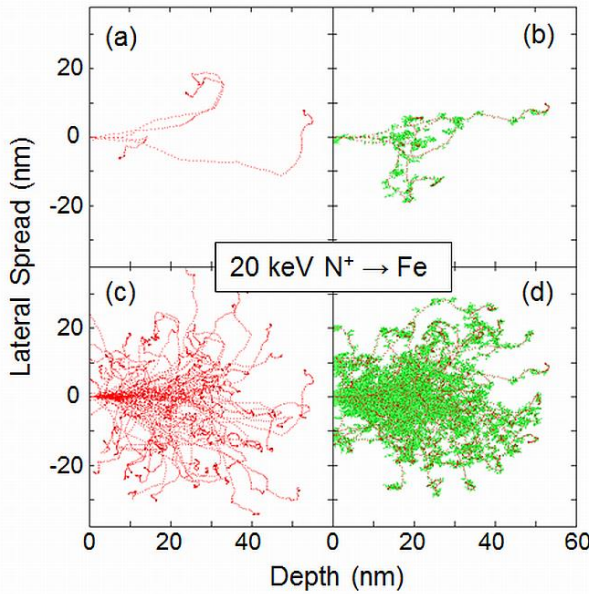 (a)
(b)
20
0
-20
Lateral Spread (nm)
20 keV N⁺ → Fe
(c)
(d)
20
0
-20
0 20 40 0 20 40 60
Depth (nm)